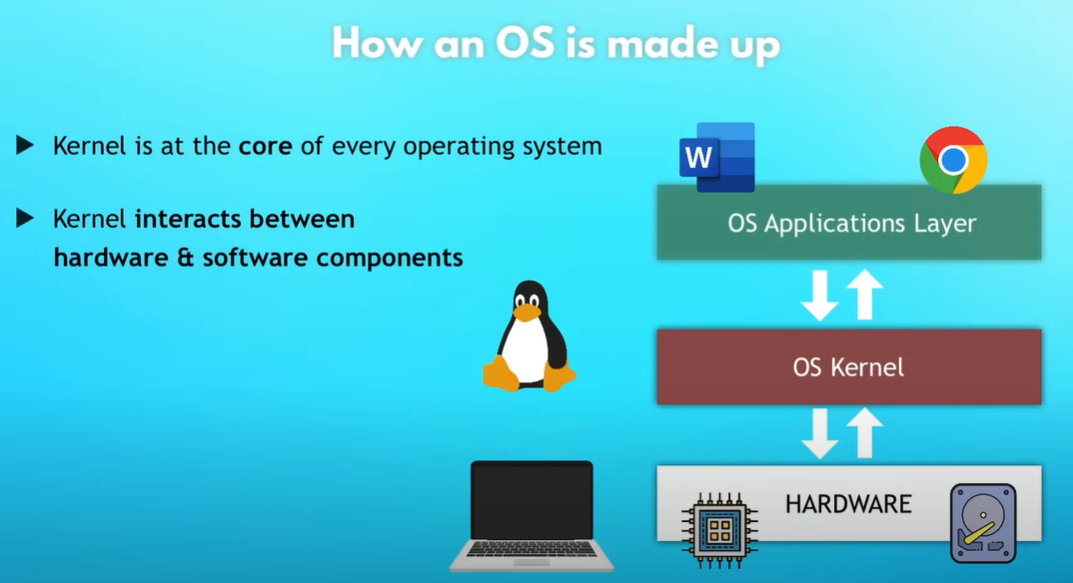 How an OS is made up
Kernel is at the core of every operating system
Kernel interacts between
hardware & software components
W
OS Applications Layer
OS Kernel
HARDWARE